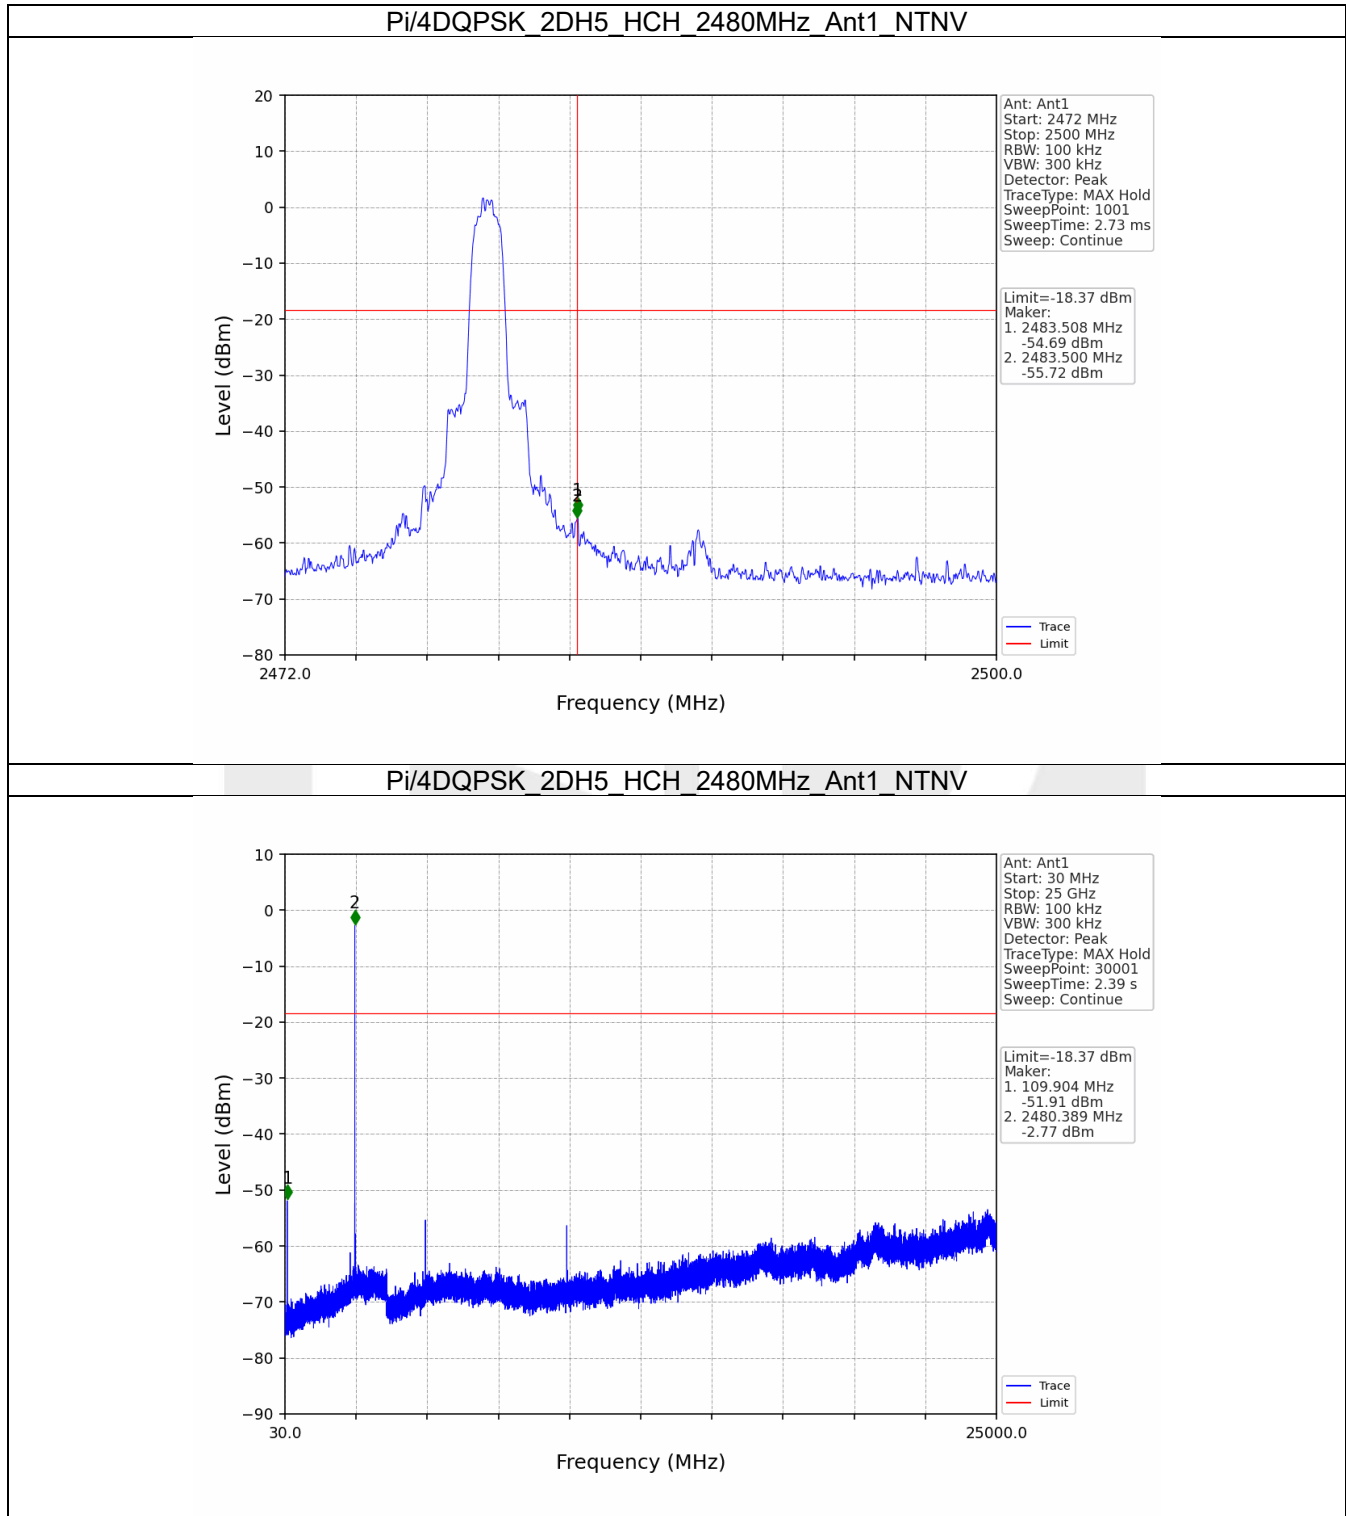 Pi/4DQPSK_2DH5_HCH_2480MHz_Ant1_NTNV
20
10
0
−10
−20
−30
−40
−50
−60
−70
−80
Level (dBm)
1
2
2472.0
2500.0
Frequency (MHz)
Ant: Ant1
Start: 2472 MHz
Stop: 2500 MHz
RBW: 100 kHz
VBW: 300 kHz
Detector: Peak
TraceType: MAX Hold
SweepPoint: 1001
SweepTime: 2.73 ms
Sweep: Continue
Limit=-18.37 dBm
Maker:
1. 2483.508 MHz
-54.69 dBm
2. 2483.500 MHz
-55.72 dBm
Trace
Limit
Pi/4DQPSK_2DH5_HCH_2480MHz_Ant1_NTNV
10
0
−10
−20
−30
−40
−50
−60
−70
−80
−90
Level (dBm)
2
1
30.0
25000.0
Frequency (MHz)
Ant: Ant1
Start: 30 MHz
Stop: 25 GHz
RBW: 100 kHz
VBW: 300 kHz
Detector: Peak
TraceType: MAX Hold
SweepPoint: 30001
SweepTime: 2.39 s
Sweep: Continue
Limit=-18.37 dBm
Maker:
1. 109.904 MHz
-51.91 dBm
2. 2480.389 MHz
-2.77 dBm
Trace
Limit